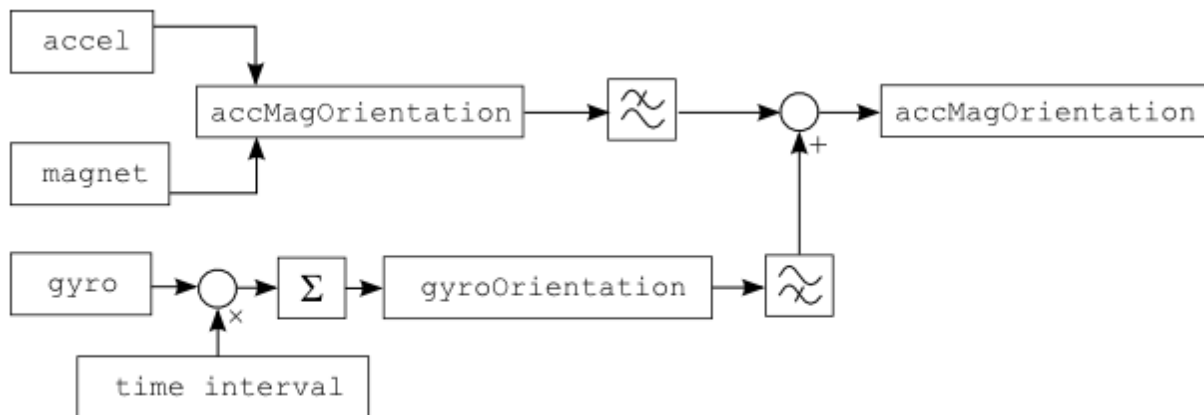 accel
accMagOrientation
accMagOrientation
magnet
+
gyro
×
Σ
gyroOrientation
time interval